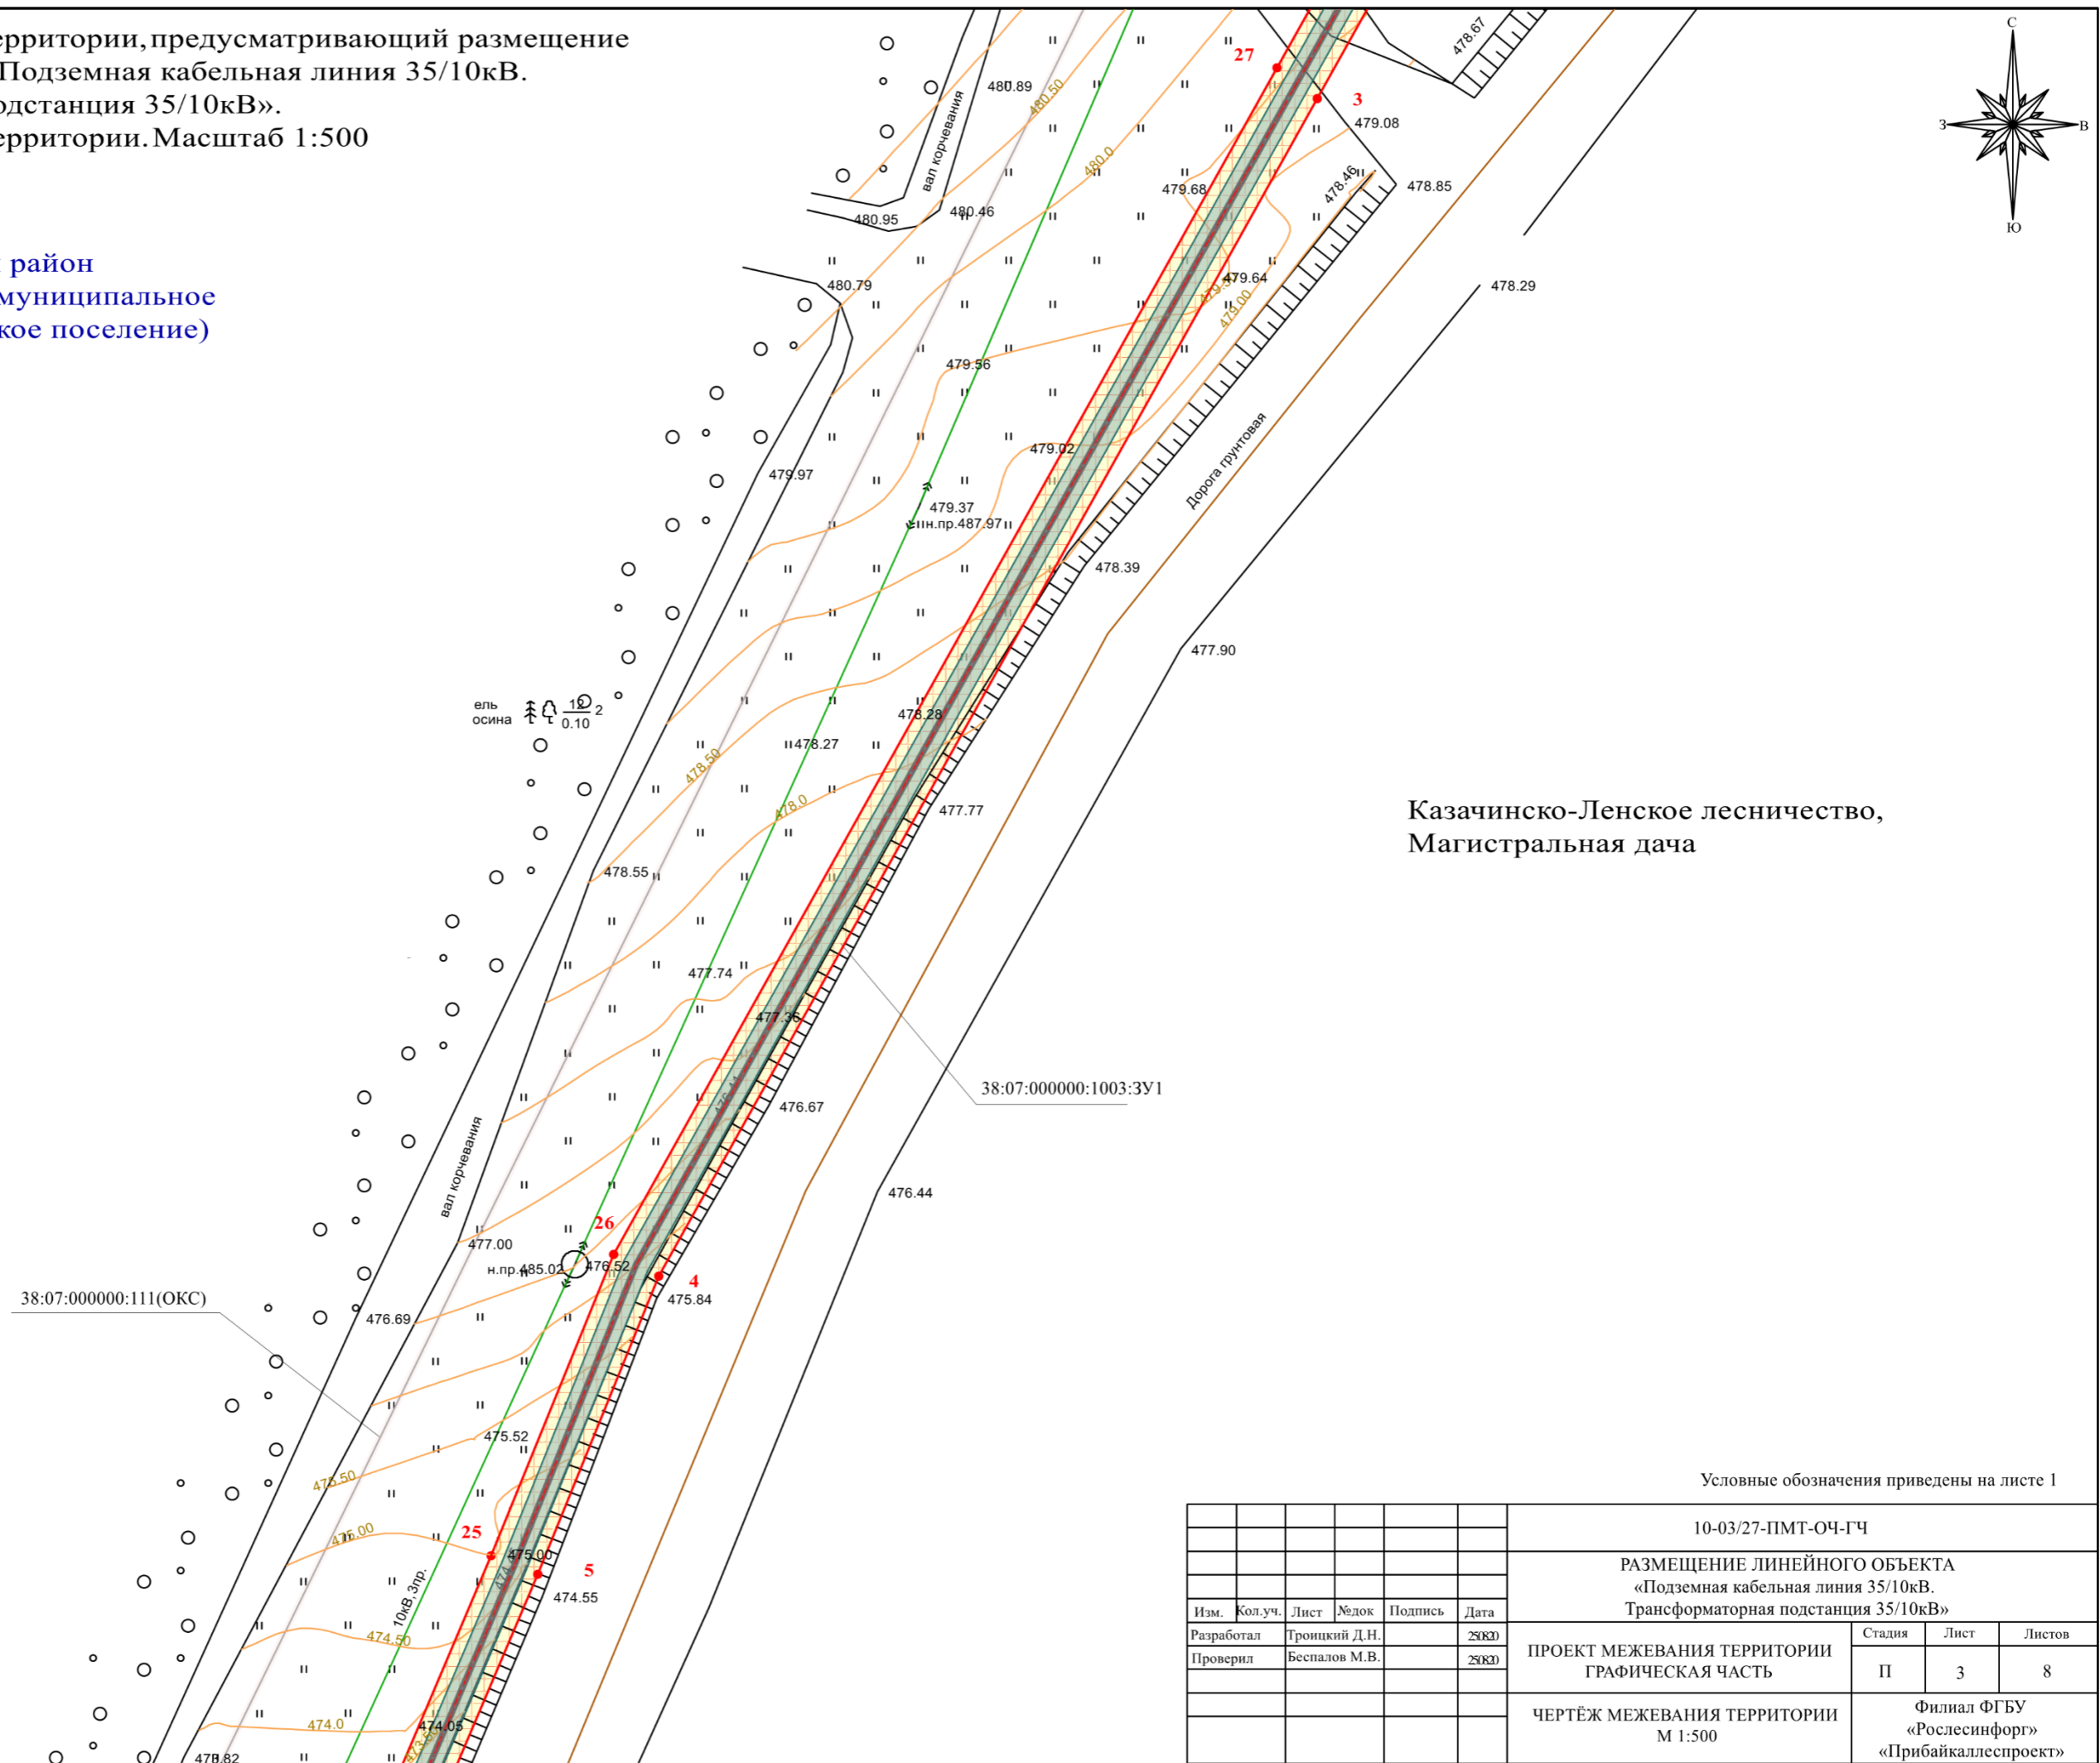 ерритории, предусматривающий размещение
Подземная кабельная линия 35/10кВ.
одстанция 35/10кВ».
ерритории. Масштаб 1:500
район
муниципальное
кое поселение)
С
З
В
Ю
27
3
478.67
480.89
480.50
вал корчевания
479.08
480.0
479.68
478.46
478.85
480.95
480.46
480.79
479.64
479.00
478.29
479.56
479.02
479.97
Дорога грунтовая
479.37
н.пр.487.97
478.39
477.90
ель
осина
12
0.10
2
478.28
478.27
478.50
478.0
477.77
Казачинско-Ленское лесничество,
Магистральная дача
478.55
477.74
477.36
38:07:000000:1003:ЗУ1
476.67
вал корчевания
476.44
26
477.00
н.пр.485.02
476.52
4
475.84
38:07:000000:111(ОКС)
476.69
475.52
475.50
475.00
25
475.00
5
474.55
10кВ,3пр.
474.50
474.0
474.05
473.50
473.82
Условные обозначения приведены на листе 1
10-03/27-ПМТ-ОЧ-ГЧ
РАЗМЕЩЕНИЕ ЛИНЕЙНОГО ОБЪЕКТА
«Подземная кабельная линия 35/10кВ.
Трансформаторная подстанция 35/10кВ»
Изм. Кол.уч. Лист №док Подпись Дата
Разработал Троицкий Д.Н. 250820
Проверил Беспалов М.В. 250820
ПРОЕКТ МЕЖЕВАНИЯ ТЕРРИТОРИИ
ГРАФИЧЕСКАЯ ЧАСТЬ
Стадия Лист Листов
П 3 8
ЧЕРТЁЖ МЕЖЕВАНИЯ ТЕРРИТОРИИ
М 1:500
Филиал ФГБУ
«Рослесинфорг»
«Прибайкаллеспроект»